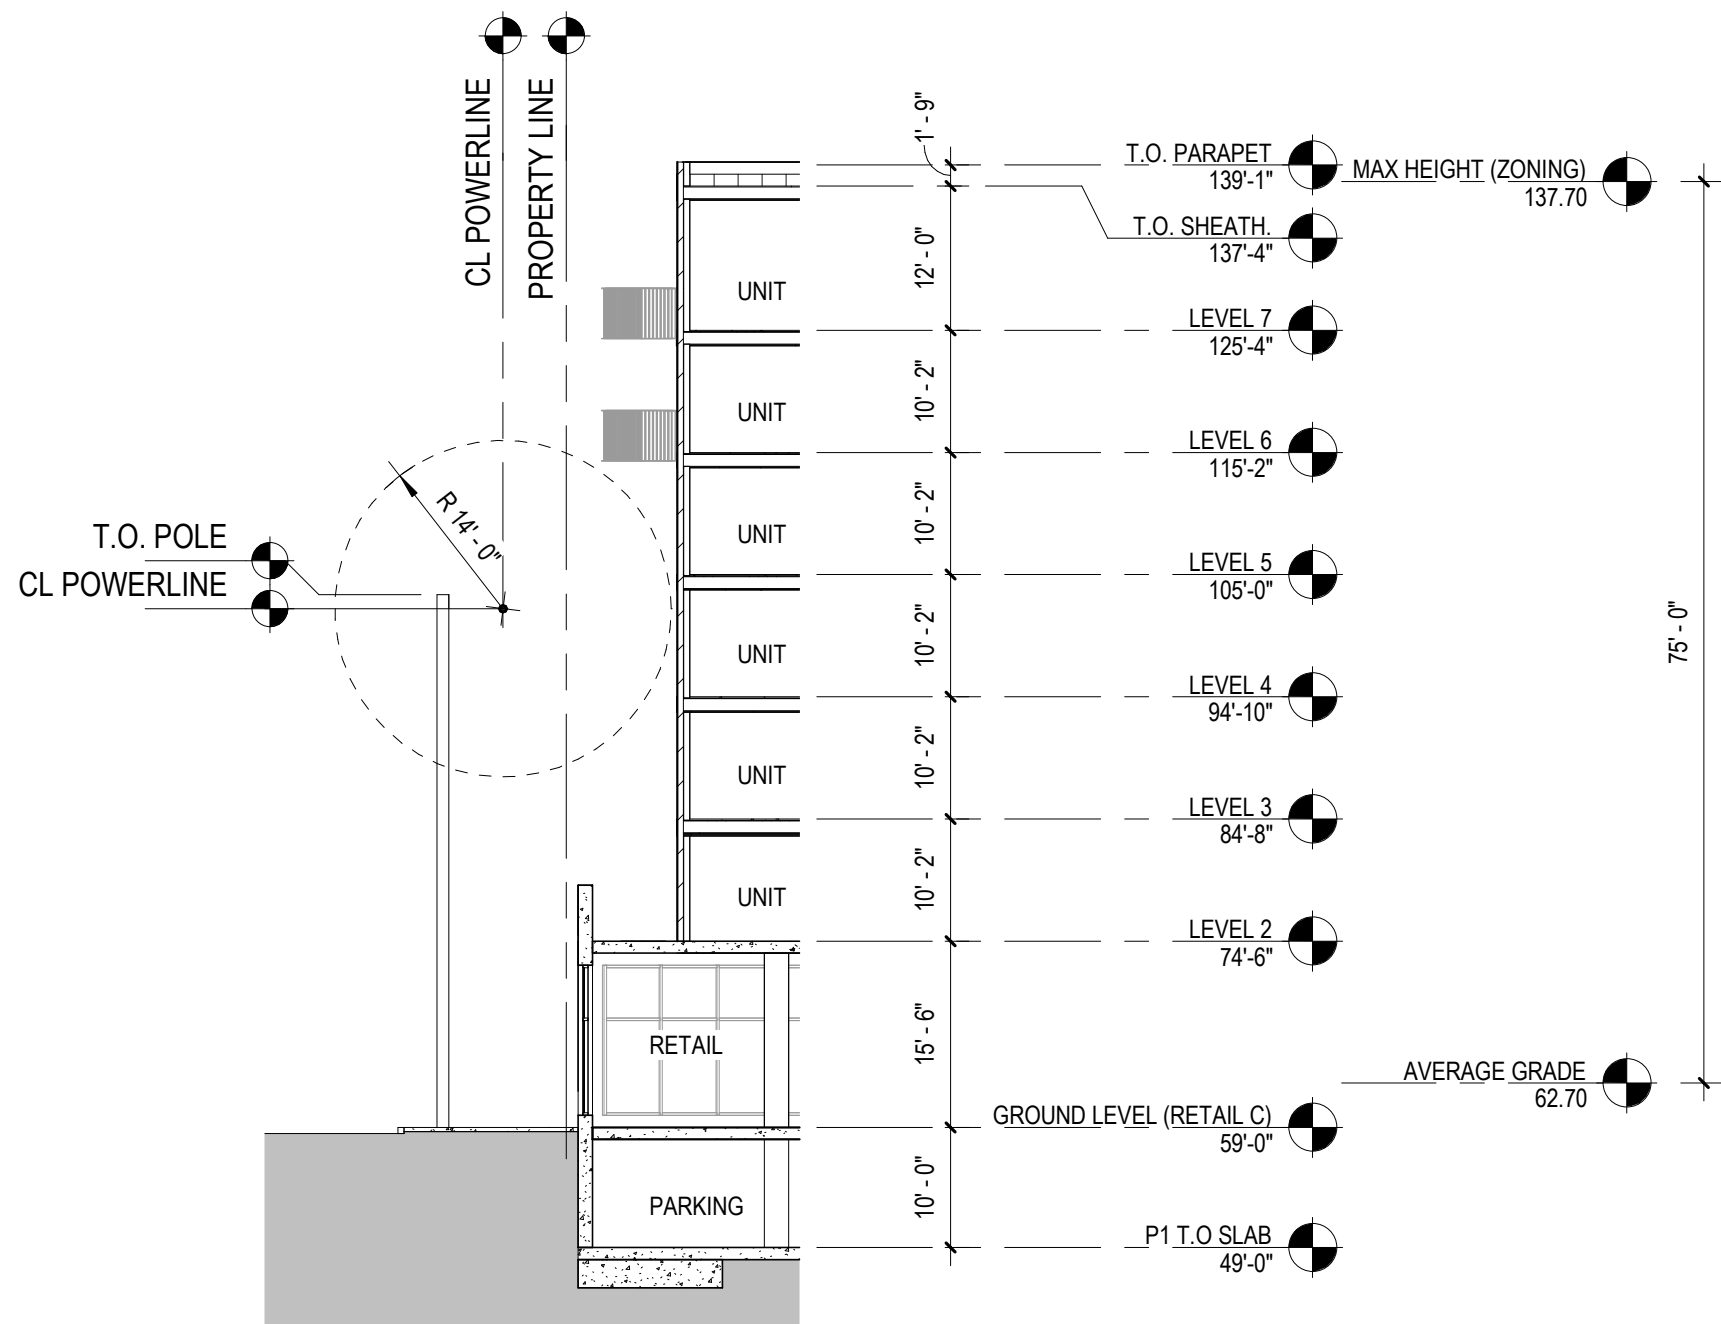 CL POWERLINE
PROPERTY LINE
1' - 9"
T.O. PARAPET
139'-1"
MAX HEIGHT (ZONING)
137.70
T.O. SHEATH.
137'-4"
12' - 0"
UNIT
LEVEL 7
125'-4"
10' - 2"
UNIT
LEVEL 6
115'-2"
R 14' - 0"
10' - 2"
UNIT
T.O. POLE
CL POWERLINE
LEVEL 5
105'-0"
10' - 2"
UNIT
75' - 0"
LEVEL 4
94'-10"
10' - 2"
UNIT
LEVEL 3
84'-8"
10' - 2"
UNIT
LEVEL 2
74'-6"
15' - 6"
RETAIL
AVERAGE GRADE
62.70
GROUND LEVEL (RETAIL C)
59'-0"
10' - 0"
PARKING
P1 T.O SLAB
49'-0"